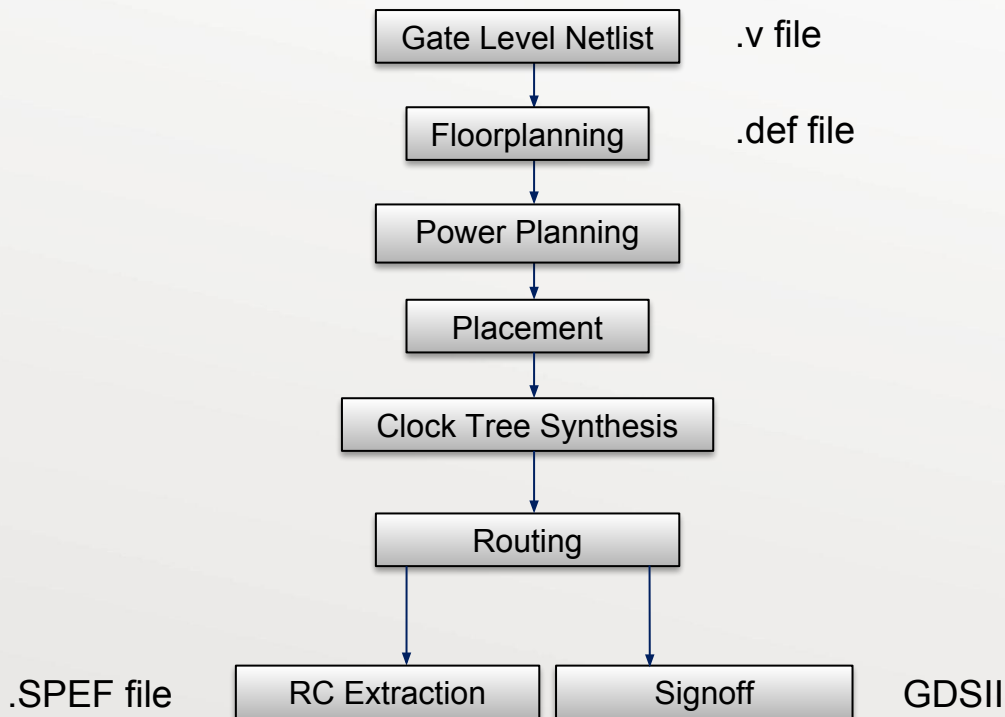 Gate Level Netlist .v file
Floorplanning .def file
Power Planning
Placement
Clock Tree Synthesis
Routing
.SPEF file RC Extraction Signoff GDSII